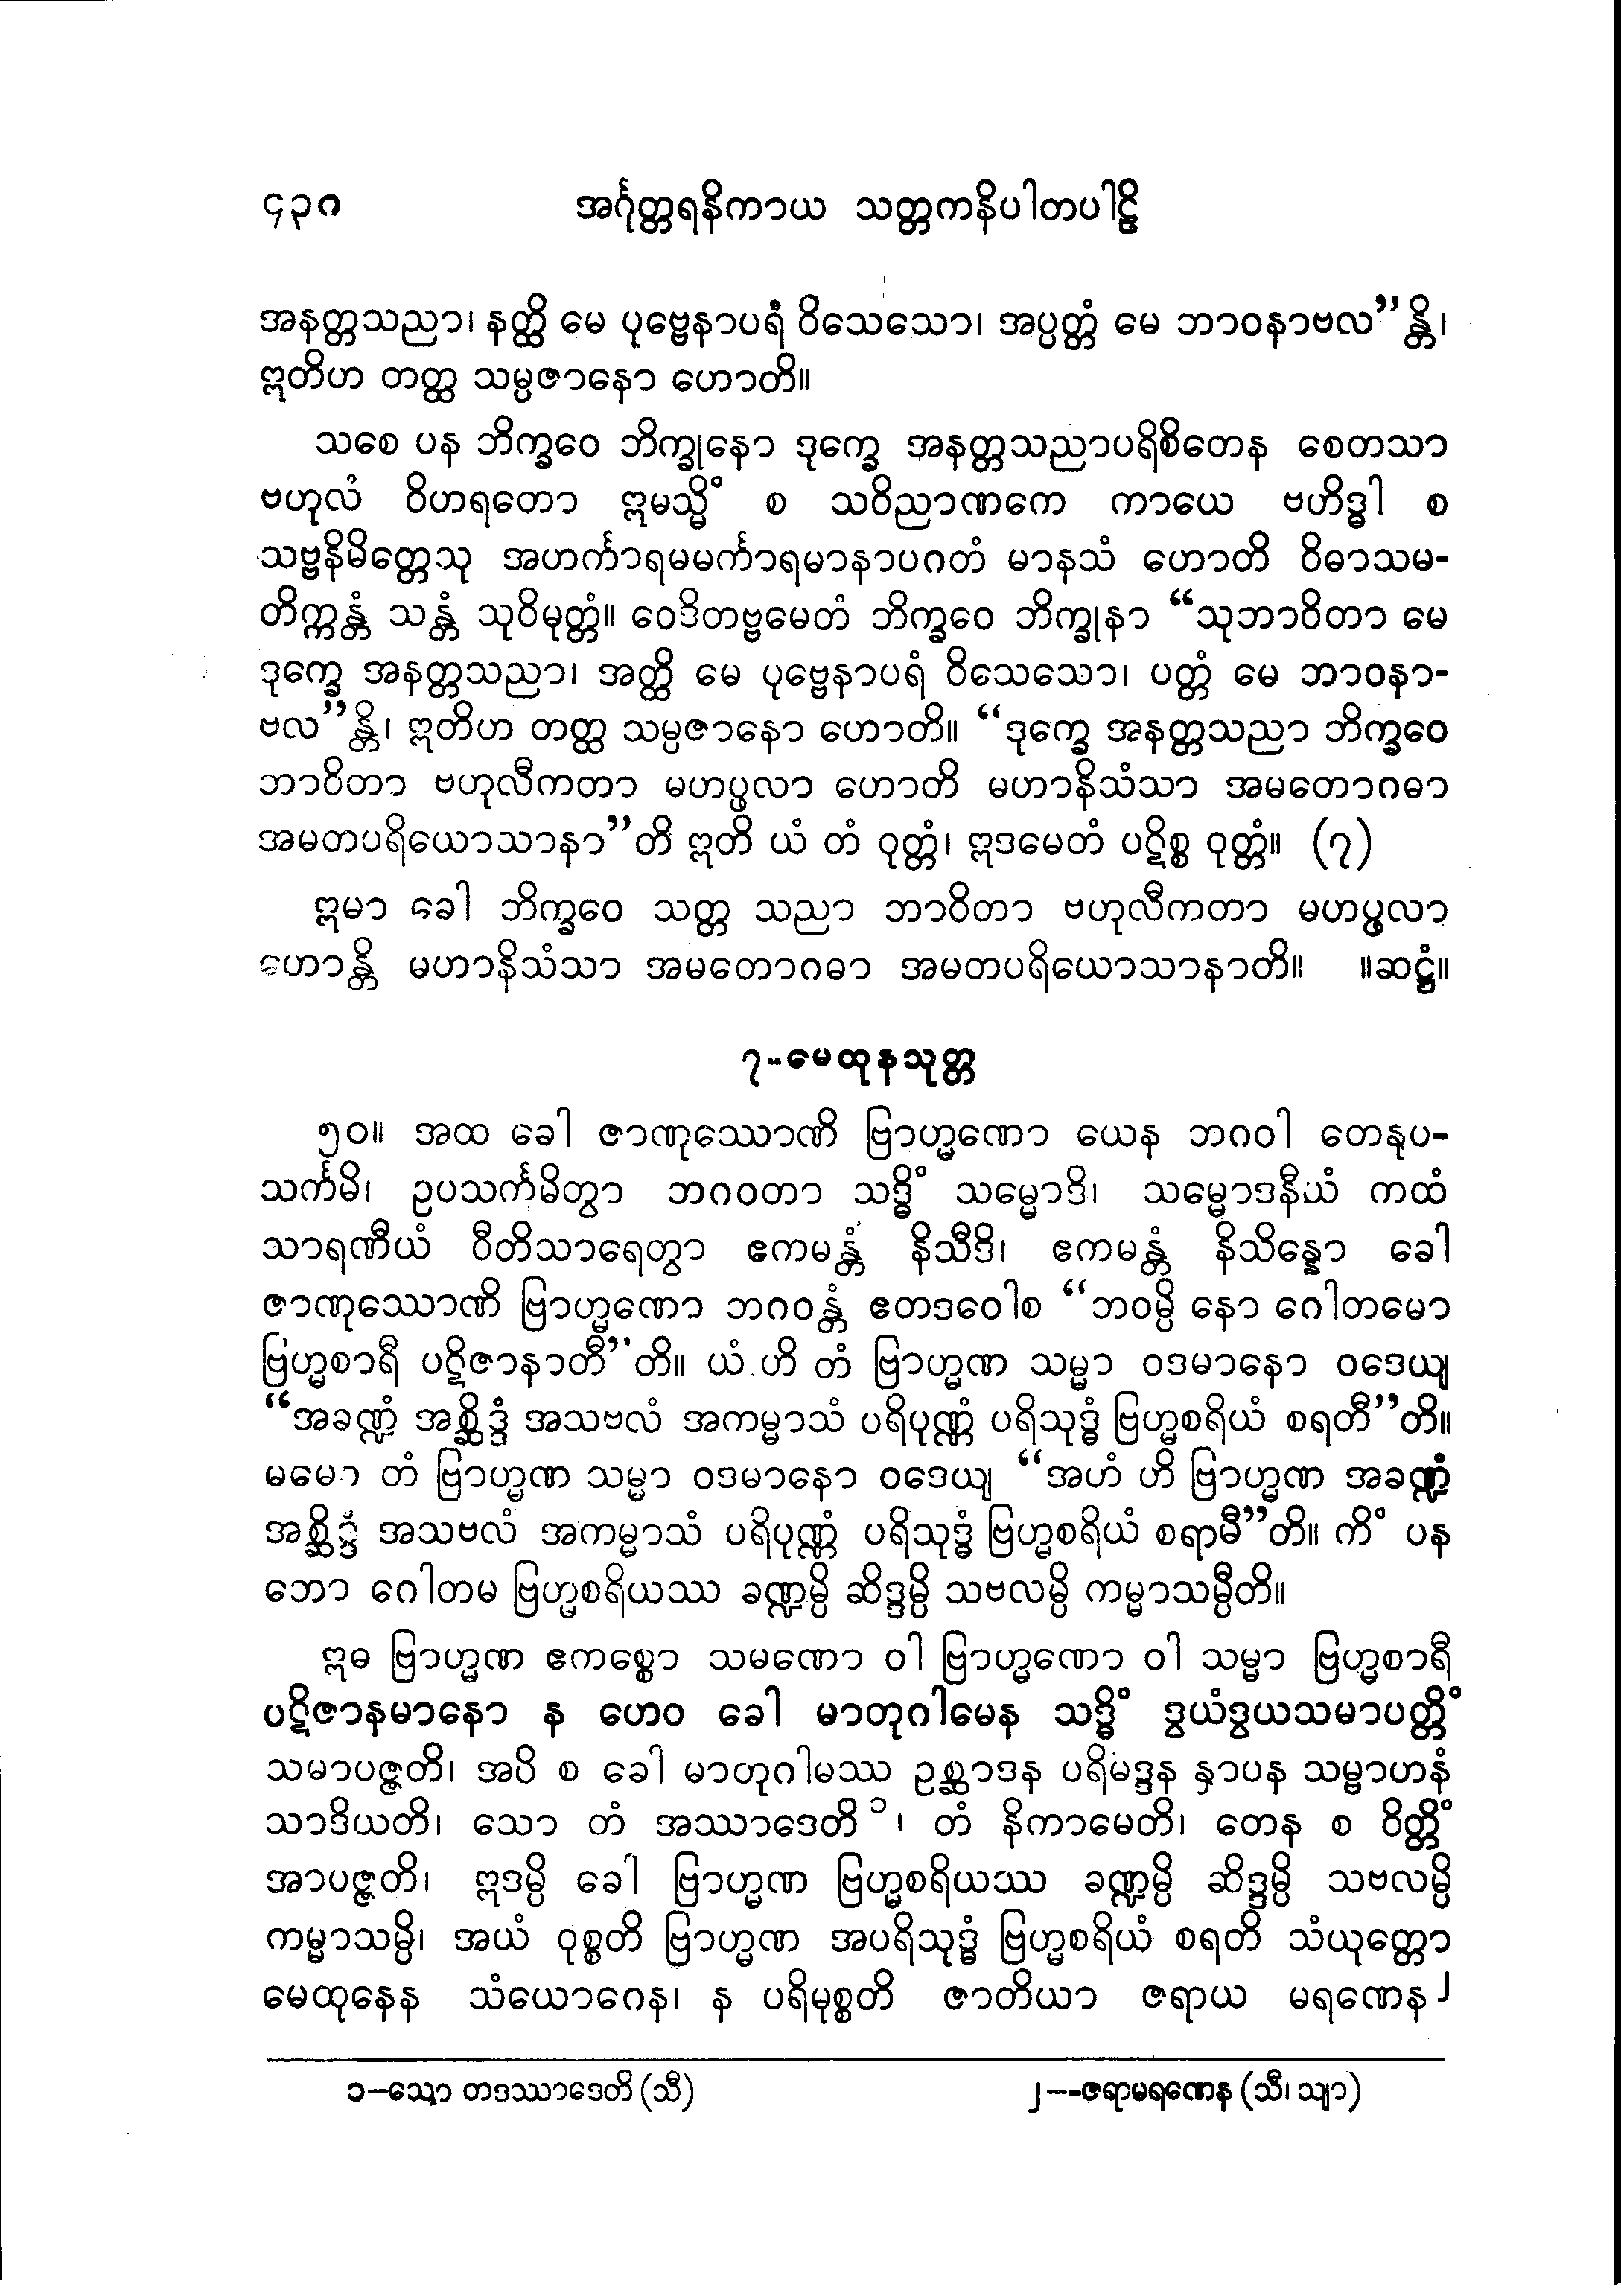 ၄၃၈ အင်္ဂုတ္တရနိကာယ သတ္တကနိပါတပါဠိ
အနတ္တသညာ၊ နတ္ထိ မေ ပုဗ္ဗေနာပရံ ဝိသေသော၊ အပ္ပတ္တံ မေ ဘာဝနာဗလ”န္တိ၊
ဣတိဟ တတ္ထ သမ္ပဇာနော ဟောတိ။
သစေ ပန ဘိက္ခဝေ ဘိက္ခုနော ဒုက္ခေ အနတ္တသညာပရိစိတေန စေတသာ
ဗဟုလံ ဝိဟရတော ဣမသ္မိံ စ သဝိညာဏကေ ကာယေ ဗဟိဒ္ဓါ စ
သဗ္ဗနိမိတ္တေသု အဟင်္ကာရမမင်္ကာရမာနာပဂတံ မာနသံ ဟောတိ ဝိဓာသမ-
တိက္ကန္တံ သန္တံ သုဝိမုတ္တံ။ ဝေဒိတဗ္ဗမေတံ ဘိက္ခဝေ ဘိက္ခုနာ “သုဘာဝိတာ မေ
ဒုက္ခေ အနတ္တသညာ၊ အတ္ထိ မေ ပုဗ္ဗေနာပရံ ဝိသေသော၊ ပတ္တံ မေ ဘာဝနာ-
ဗလ”န္တိ၊ ဣတိဟ တတ္ထ သမ္ပဇာနော ဟောတိ။ “ဒုက္ခေ အနတ္တသညာ ဘိက္ခဝေ
ဘာဝိတာ ဗဟုလီကတာ မဟပ္ဖလာ ဟောတိ မဟာနိသံသာ အမတောဂဓာ
အမတပရိယောသာနာ”တိ ဣတိ ယံ တံ ဝုတ္တံ၊ ဣဒမေတံ ပဋိစ္စ ဝုတ္တံ။ (၇)
ဣမာ ခေါ ဘိက္ခဝေ သတ္တ သညာ ဘာဝိတာ ဗဟုလီကတာ မဟပ္ဖလာ
ဟောန္တိ မဟာနိသံသာ အမတောဂဓာ အမတပရိယောသာနာတိ။ ။ဆဋ္ဌံ။
၇-မေထုနသုတ္တ
၅၀။ အထ ခေါ ဇာဏုဿောဏိ ဗြာဟ္မဏော ယေန ဘဂဝါ တေနုပ-
သင်္ကမိ၊ ဥပသင်္ကမိတွာ ဘဂဝတာ သဒ္ဓိံ သမ္မောဒိ၊ သမ္မောဒနီယံ ကထံ
သာရဏီယံ ဝီတိသာရေတွာ ဧကမန္တံ နိသီဒိ၊ ဧကမန္တံ နိသိန္နော ခေါ
ဇာဏုဿောဏိ ဗြာဟ္မဏော ဘဂဝန္တံ ဧတဒဝေါစ “ဘဝမ္ပိ နော ဂေါတမော
ဗြဟ္မစာရီ ပဋိဇာနာတီ”တိ။ ယံ ဟိ တံ ဗြာဟ္မဏ သမ္မာ ဝဒမာနော ဝဒေယျ
“အခဏ္ဍံ အစ္ဆိဒ္ဒံ အသဗလံ အကမ္မာသံ ပရိပုဏ္ဏံ ပရိသုဒ္ဓံ ဗြဟ္မစရိယံ စရတီ”တိ။
မမေ၁ တံ ဗြာဟ္မဏ သမ္မာ ဝဒမာနော ဝဒေယျ “အဟံ ဟိ ဗြာဟ္မဏ အခဏ္ဍံ
အစ္ဆိဒ္ဒံ အသဗလံ အကမ္မာသံ ပရိပုဏ္ဏံ ပရိသုဒ္ဓံ ဗြဟ္မစရိယံ စရာမီ”တိ။ ကိံ ပန
ဘော ဂေါတမ ဗြဟ္မစရိယဿ ခဏ္ဍမ္ပိ ဆိဒ္ဒမ္ပိ သဗလမ္ပိ ကမ္မာသမ္ပီတိ။
ဣဓ ဗြာဟ္မဏ ဧကစ္စော သမဏော ဝါ ဗြာဟ္မဏော ဝါ သမ္မာ ဗြဟ္မစာရီ
ပဋိဇာနမာနော န ဟေဝ ခေါ မာတုဂါမေန သဒ္ဓိံ ဒွယံဒွယသမာပတ္တိံ
သမာပဇ္ဇတိ၊ အပိ စ ခေါ မာတုဂါမဿ ဥစ္ဆာဒန ပရိမဒ္ဒန နှာပန သမ္ဗာဟနံ
သာဒိယတိ၊ သော တံ အဿာဒေတိ ၁၊ တံ နိကာမေတိ၊ တေန စ ဝိတ္တိံ
အာပဇ္ဇတိ၊ ဣဒမ္ပိ ခေါ ဗြာဟ္မဏ ဗြဟ္မစရိယဿ ခဏ္ဍမ္ပိ ဆိဒ္ဒမ္ပိ သဗလမ္ပိ
ကမ္မာသမ္ပိ၊ အယံ ဝုစ္စတိ ဗြာဟ္မဏ အပရိသုဒ္ဓံ ဗြဟ္မစရိယံ စရတိ သံယုတ္တော
မေထုနေန သံယောဂေန၊ န ပရိမုစ္စတိ ဇာတိယာ ဇရာယ မရဏေန၂
၁-သော တဒဿာဒေတိ (သီ) ၂--ဇရာမရဏေန (သီ၊ သျာ)